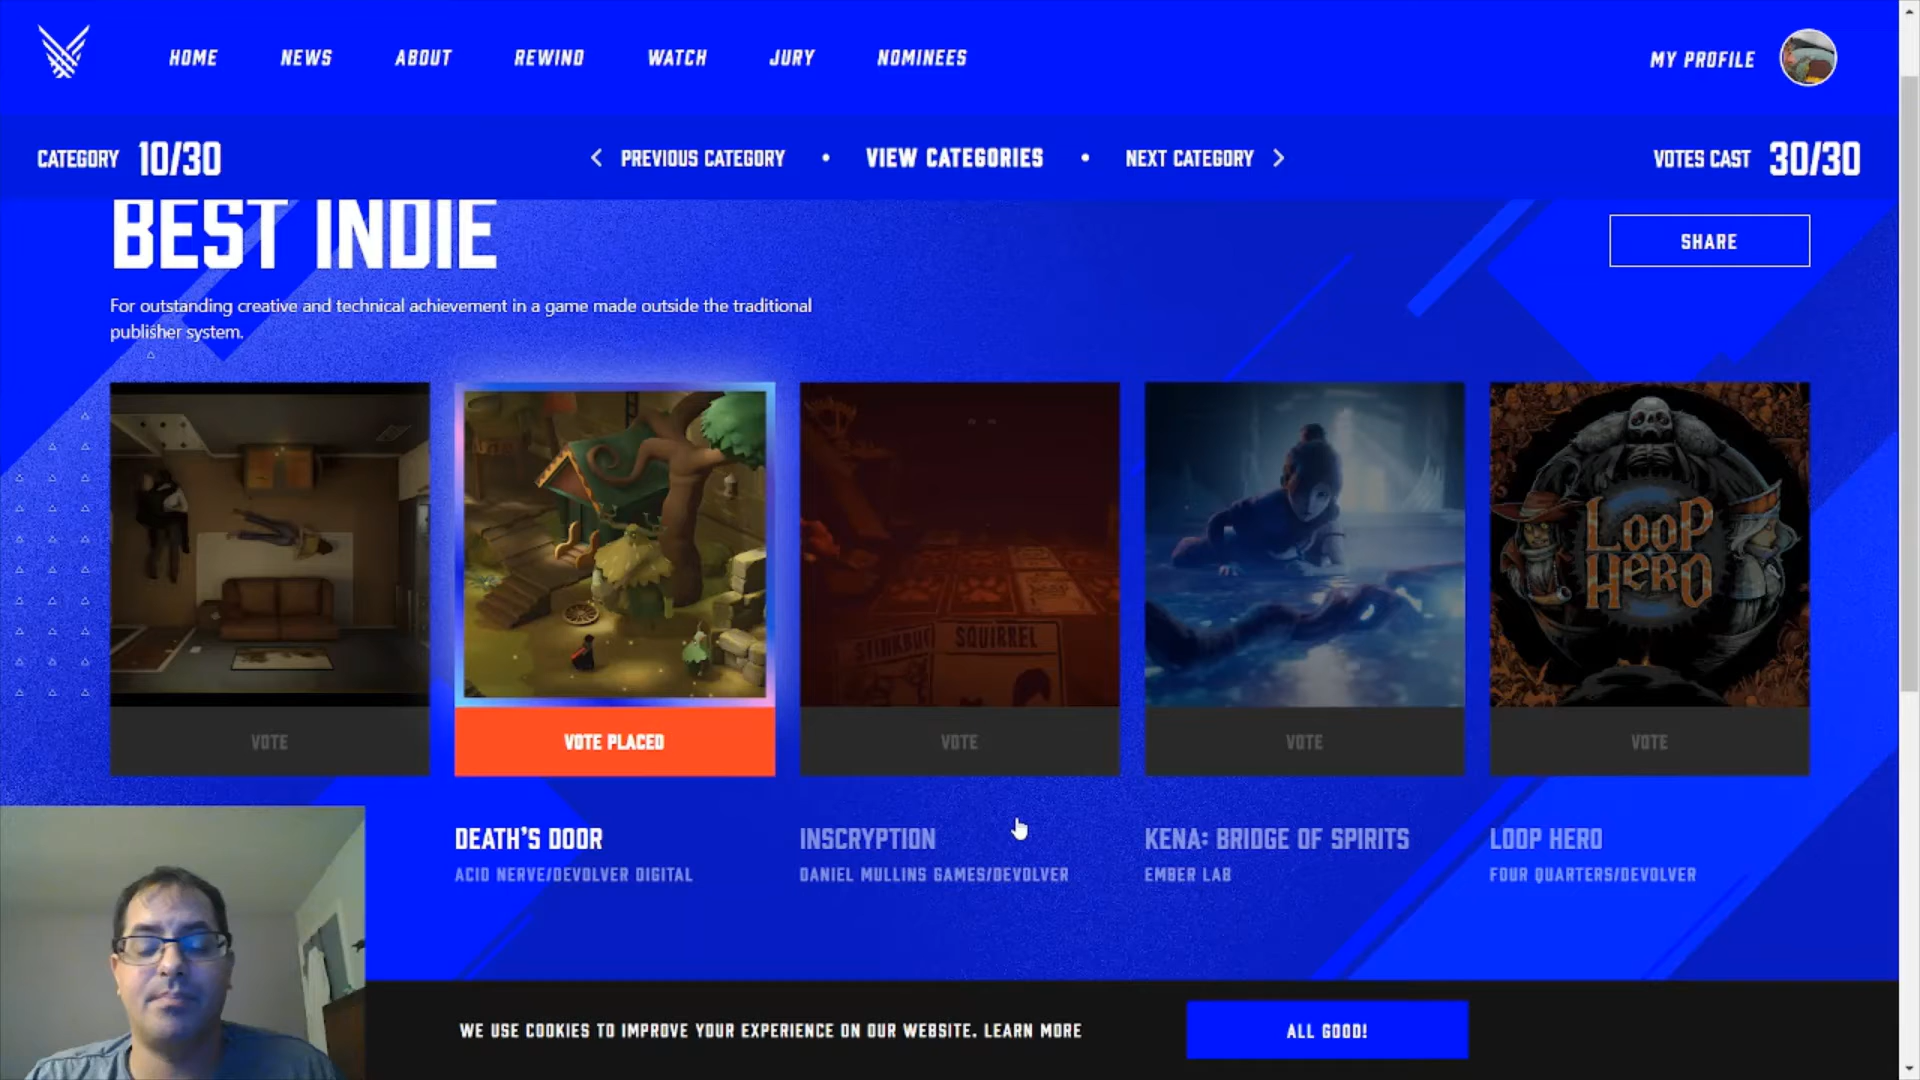 HOME NEWS ABOUT REWIND WATCH JURY NOMINEES MY PROFILE
CATEGORY 10/30 PREVIOUS CATEGORY • VIEW CATEGORIES • NEXT CATEGORY VOTES CAST 30/30
BEST INDIE
SHARE
For outstanding creative and technical achievement in a game made outside the traditional
publisher system.
LOOP
HERO
STINKBUG SQUIRREL
VOTE VOTE PLACED VOTE VOTE VOTE
DEATH'S DOOR INSCRYPTION KENA: BRIDGE OF SPIRITS LOOP HERO
ACID NERVE/DEVOLVER DIGITAL DANIEL MULLINS GAMES/DEVOLVER EMBER LAB FOUR QUARTERS/DEVOLVER
WE USE COOKIES TO IMPROVE YOUR EXPERIENCE ON OUR WEBSITE. LEARN MORE ALL GOOD!